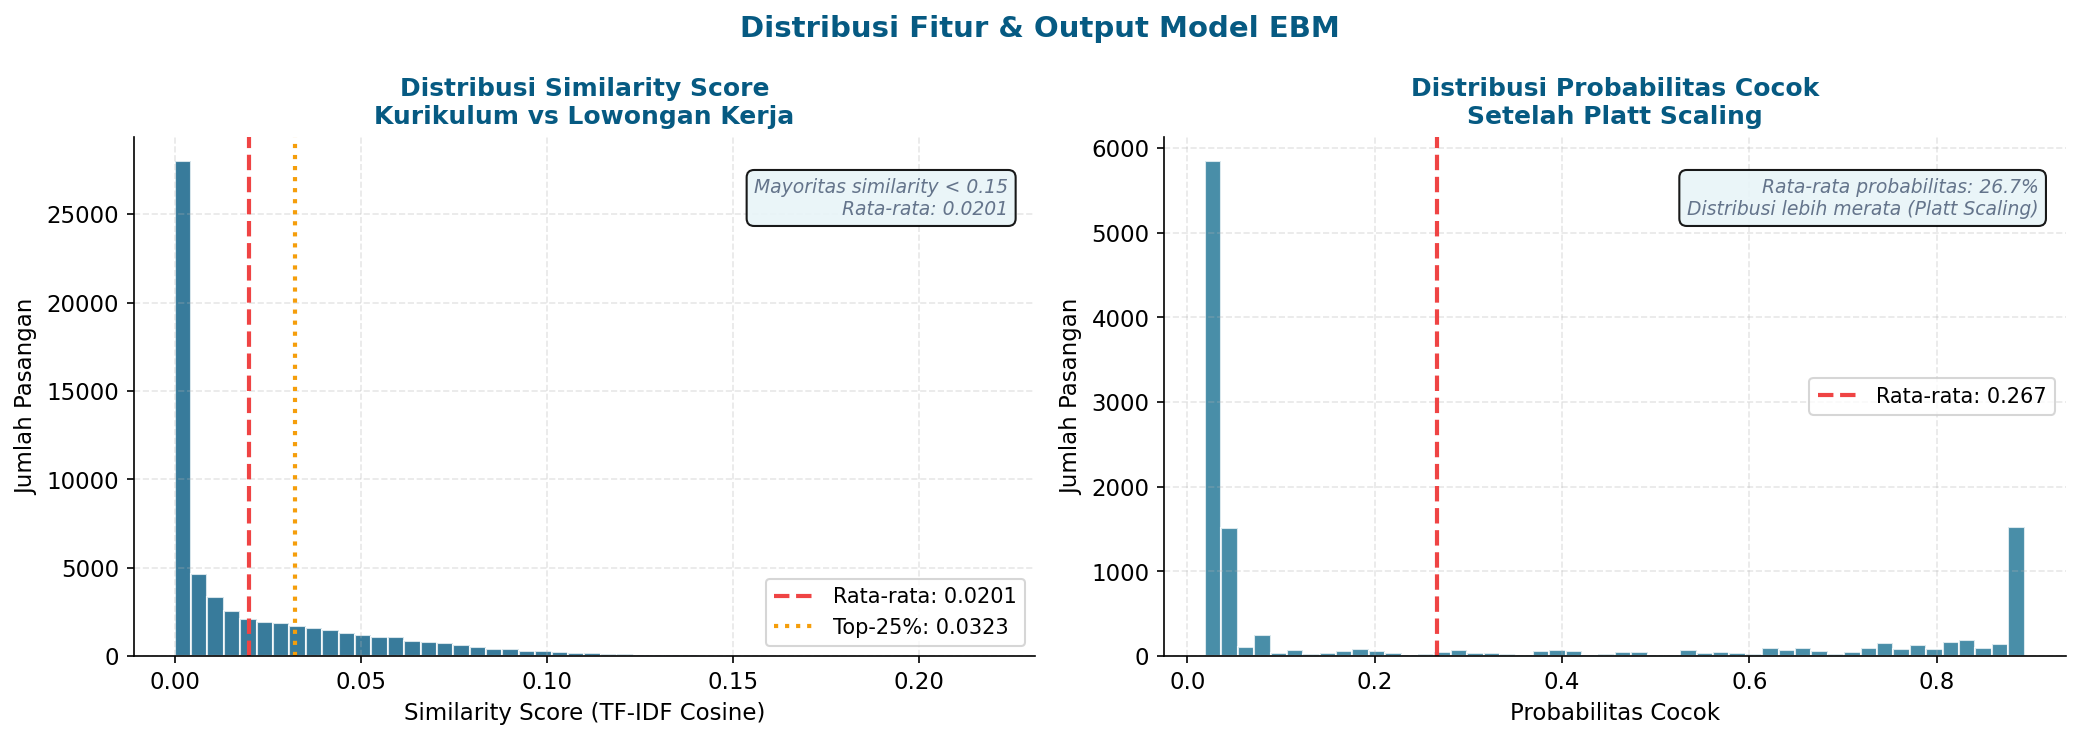 Distribusi Fitur & Output Model EBM
Distribusi Similarity Score
Kurikulum vs Lowongan Kerja
Mayoritas similarity < 0.15
Rata-rata: 0.0201
Jumlah Pasangan
25000
20000
15000
10000
5000
0
Rata-rata: 0.0201
Top-25%: 0.0323
0.00
0.05
0.10
0.15
0.20
Similarity Score (TF-IDF Cosine)
Distribusi Probabilitas Cocok
Setelah Platt Scaling
Rata-rata probabilitas: 26.7%
Distribusi lebih merata (Platt Scaling)
Jumlah Pasangan
6000
5000
4000
3000
2000
1000
0
Rata-rata: 0.267
0.0
0.2
0.4
0.6
0.8
Probabilitas Cocok